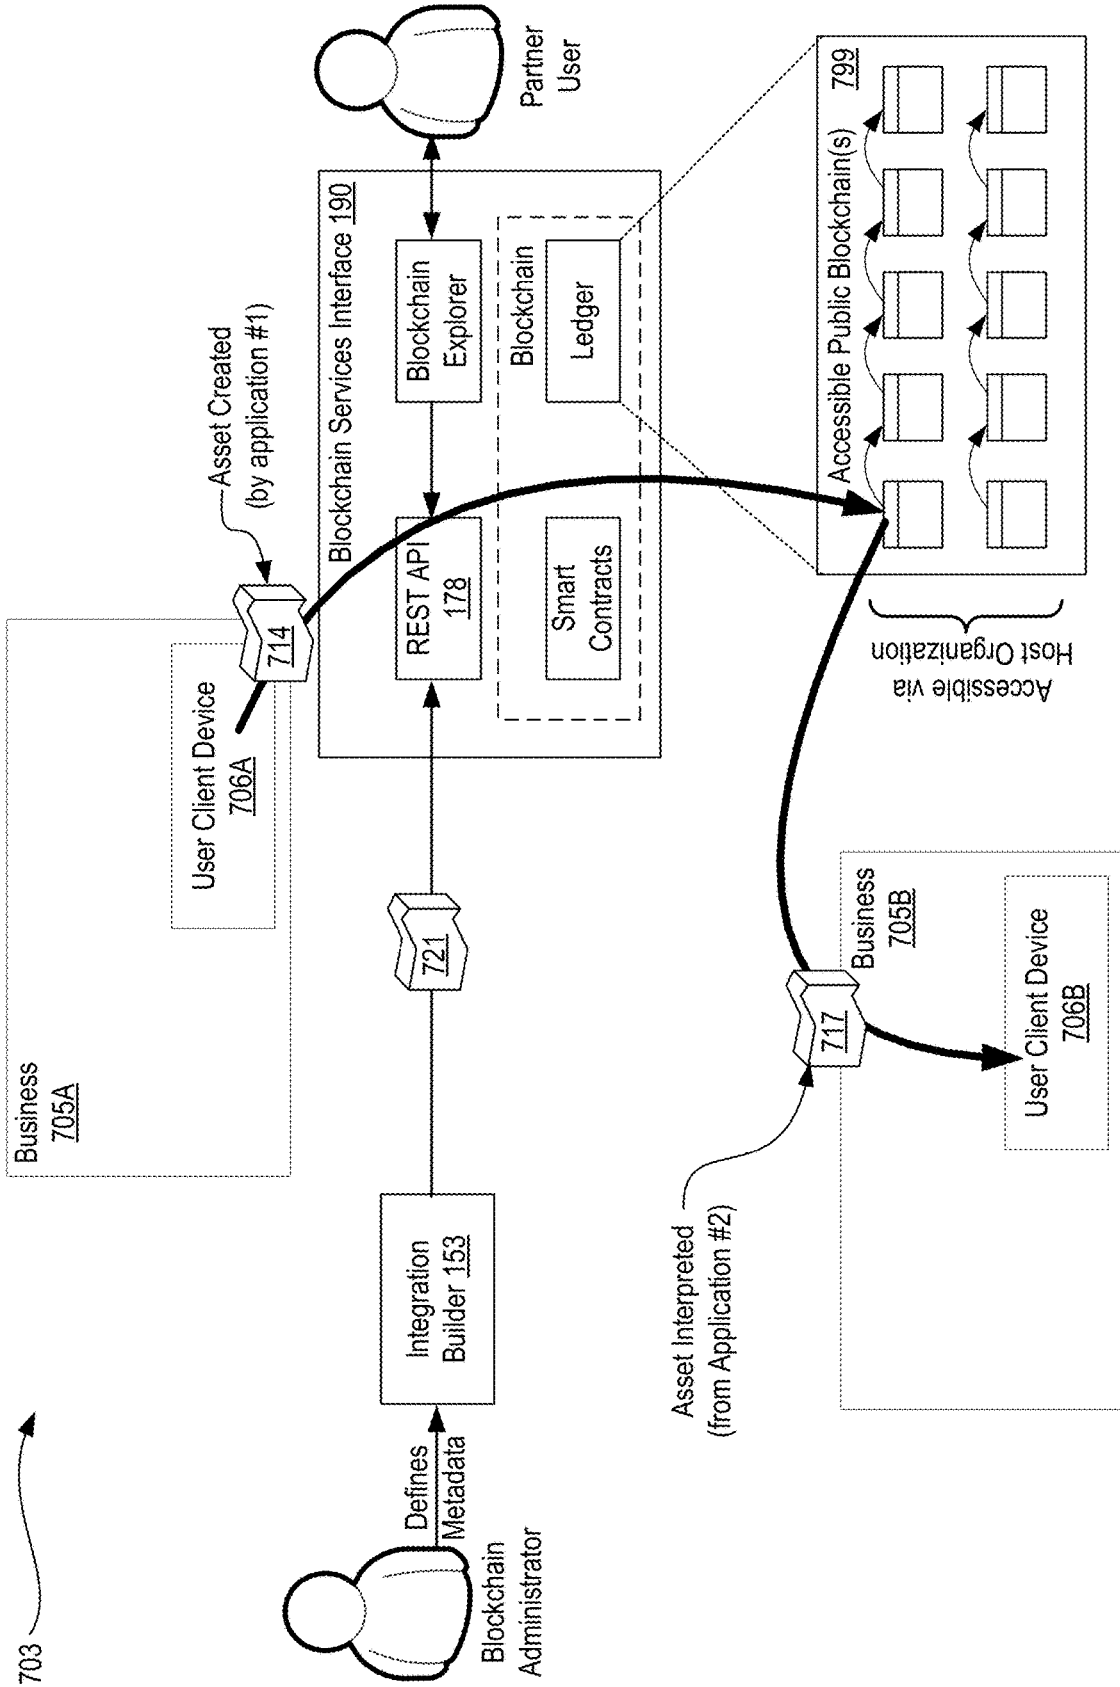 703
Business
705A
User Client Device
706A
714
Asset Created
(by application #1)
Blockchain
Administrator
Defines
Metadata
Integration
Builder 153
721
Blockchain Services Interface 190
REST API
178
Blockchain
Explorer
Blockchain
Smart
Contracts
Ledger
Partner
User
Asset Interpreted
(from Application #2)
717
Business
705B
User Client Device
706B
Accessible via
Host Organization
Accessible Public Blockchain(s)
799